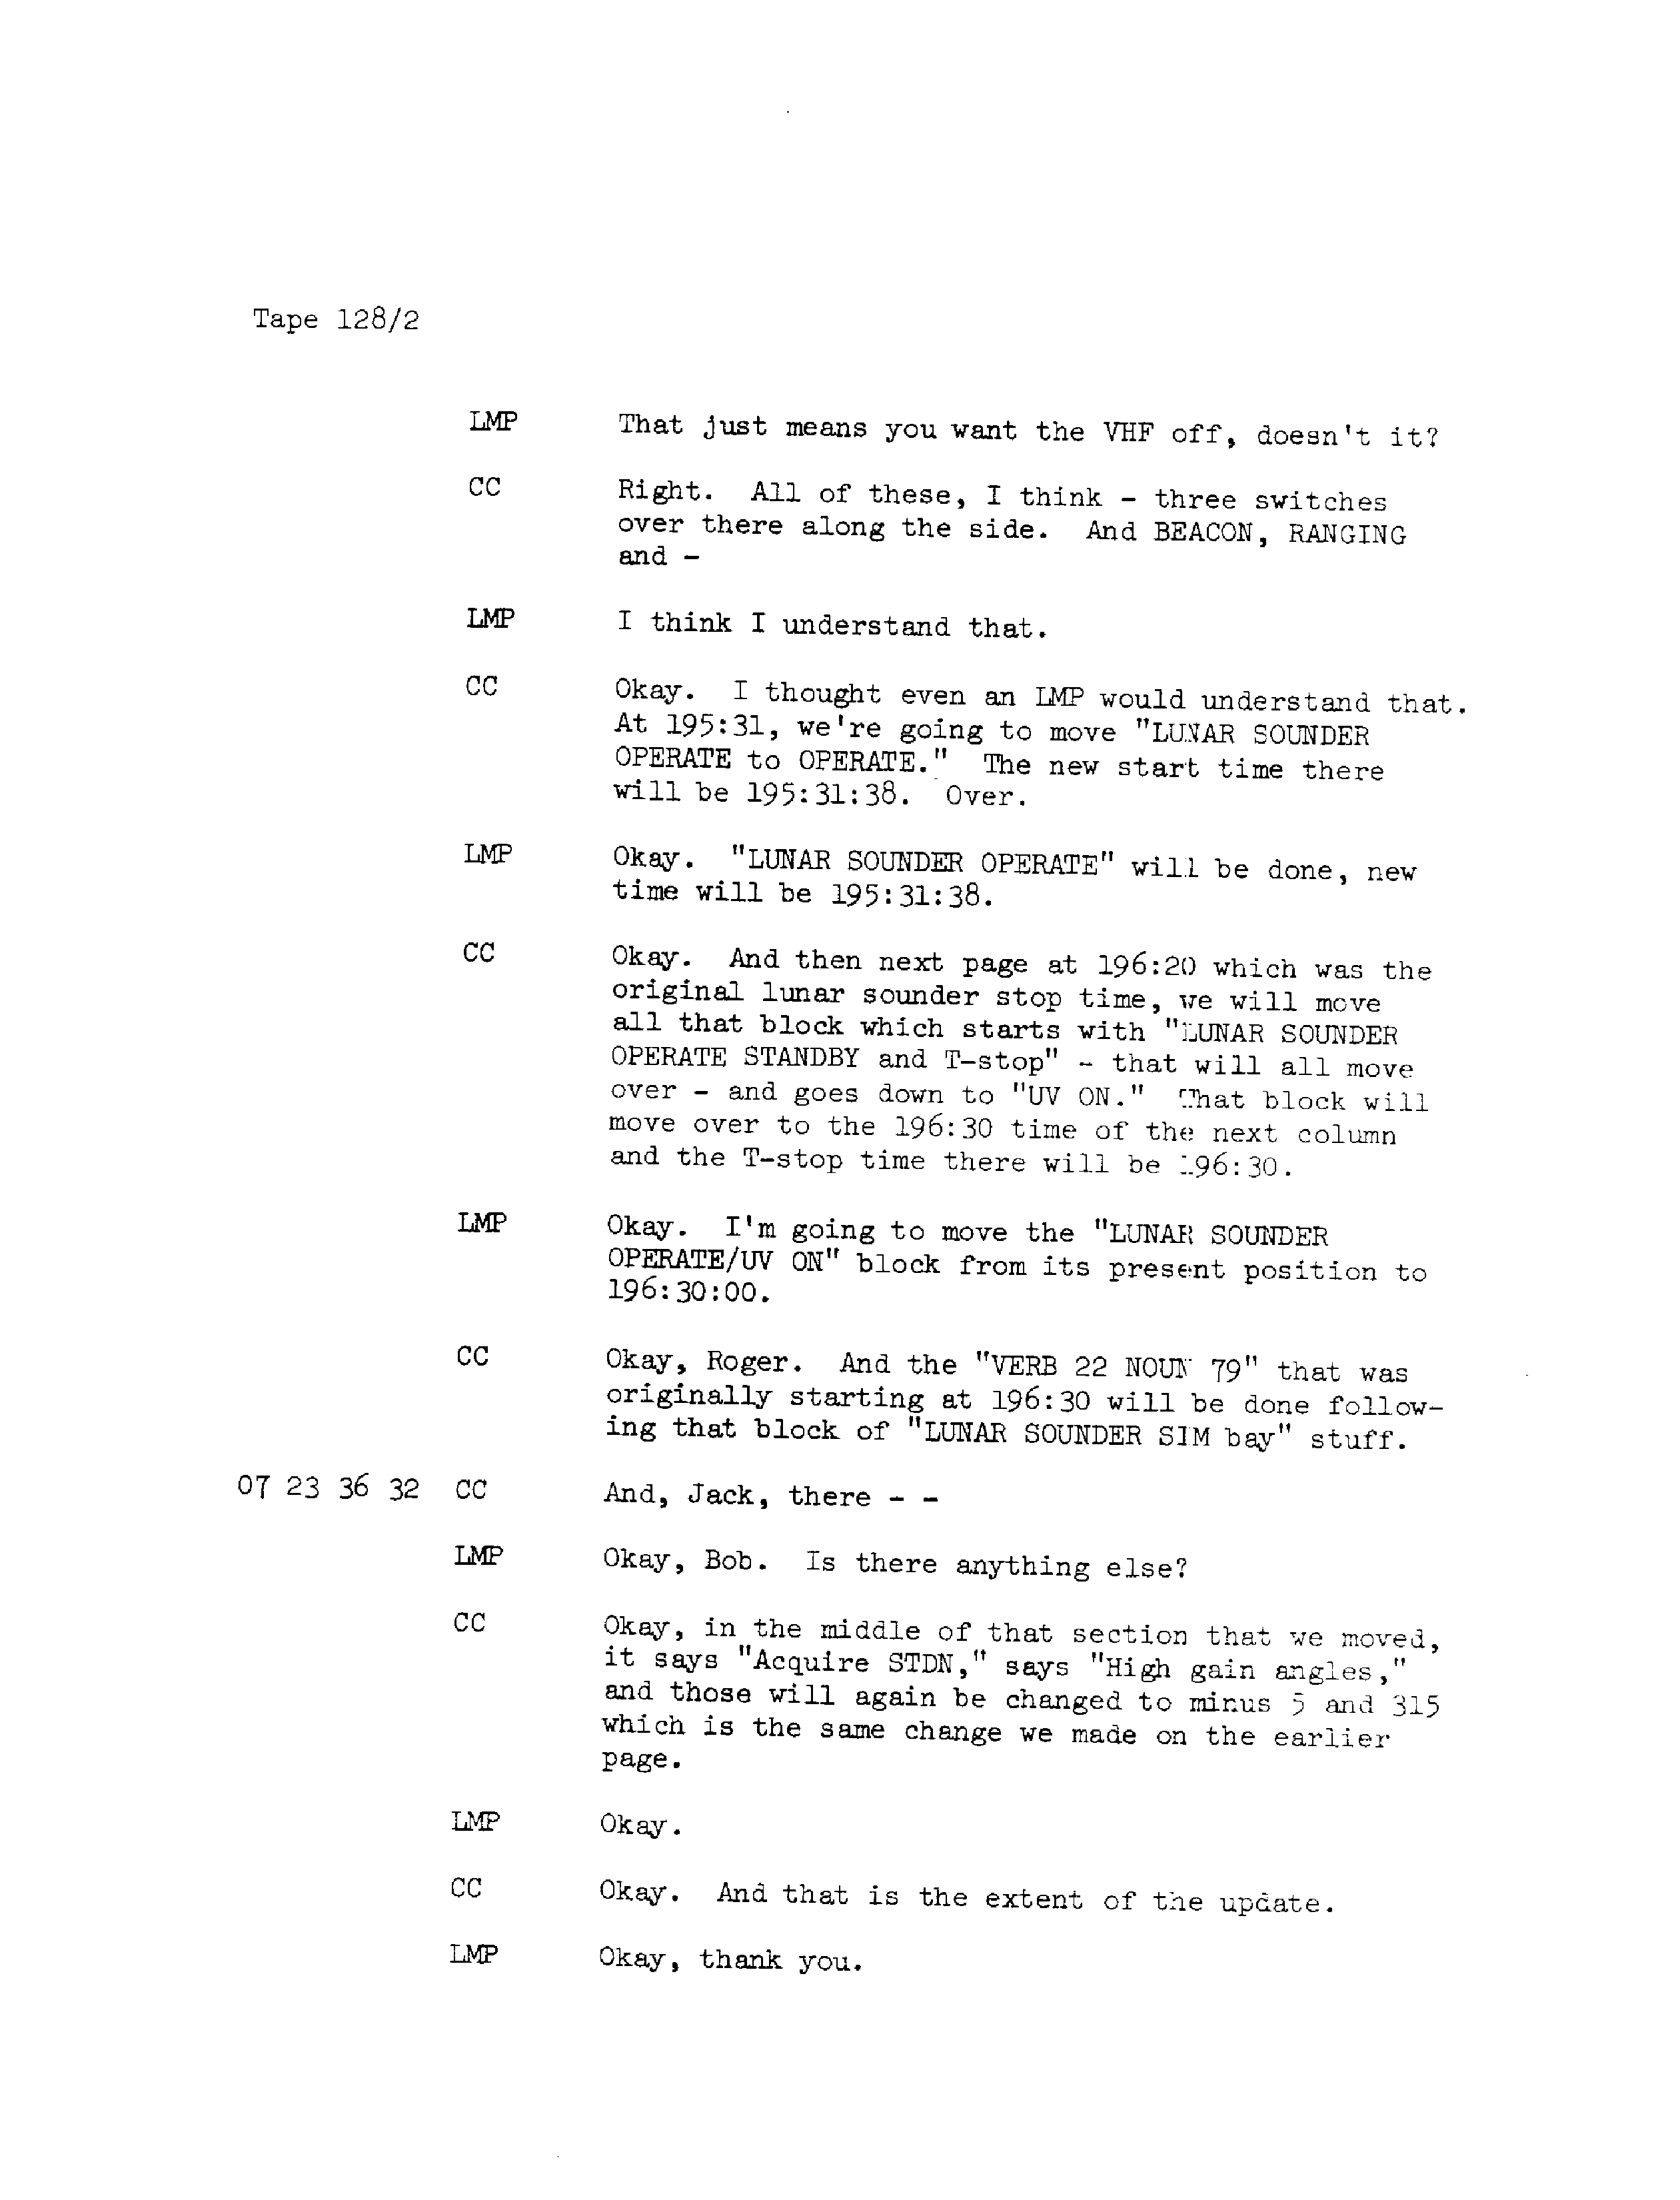 Tape 128/2
LMP That just means you want the VHF off, doesn't it?
CC Right. All of these, I think - three switches
over there along the side. And BEACON, RANGING
and -
LMP I think I understand that.
CC Okay. I thought even an LMP would understand that.
At 195:31, we're going to move "LUNAR SOUNDER
OPERATE to OPERATE." The new start time there
will be 195:31:38. Over.
LMP Okay. "LUNAR SOUNDER OPERATE" will be done, new
time will be 195:31:38.
CC Okay. And then next page at 196:20 which was the
original lunar sounder stop time, we will move
all that block which starts with "LUNAR SOUNDER
OPERATE STANDBY and T-stop" - that will all move
over - and goes down to "UV ON." That block will
move over to the 196:30 time of the next column
and the T-stop time there will be 196:30.
LMP Okay. I'm going to move the "LUNAR SOUNDER
OPERATE/UV ON" block from its present position to
196:30:00.
CC Okay, Roger. And the "VERB 22 NOUN 79" that was
originally starting at 196:30 will be done follow-
ing that block of "LUNAR SOUNDER SIM bay" stuff.
07 23 36 32 CC And, Jack, there - -
LMP Okay, Bob. Is there anything else?
CC Okay, in the middle of that section that we moved,
it says "Acquire STDN," says "High gain angles,"
and those will again be changed to minus 5 and 315
which is the same change we made on the earlier
page.
LMP Okay.
CC Okay. And that is the extent of the update.
LMP Okay, thank you.